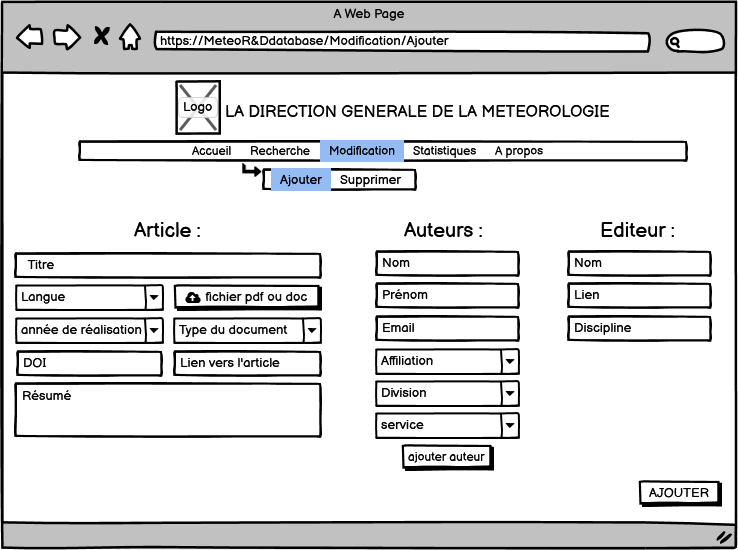 A Web Page
https://MeteoR&Ddatabase/Modification/Ajouter
Logo
LA DIRECTION GENERALE DE LA METEOROLOGIE
Accueil Recherche Modification Statistiques A propos
Ajouter Supprimer
Article :
Titre
Langue
fichier pdf ou doc
année de réalisation
Type du document
DOI
Lien vers l'article
Résumé
Auteurs :
Nom
Prénom
Email
Affiliation
Division
service
ajouter auteur
Editeur :
Nom
Lien
Discipline
AJOUTER